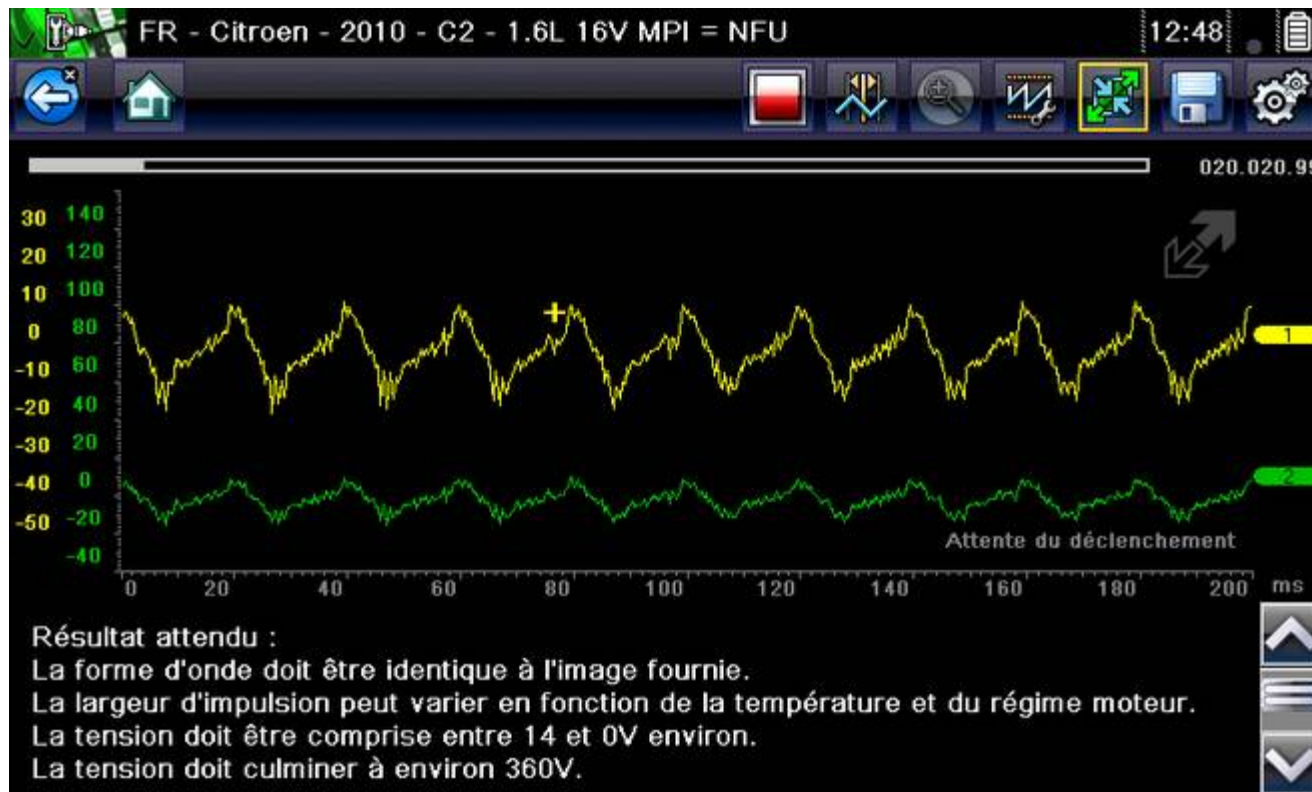 FR - Citroen - 2010 - C2 - 1.6L 16V MPI = NFU
12:48
020.020.99
30 140
20 120
10 100
0 80
-10 60
-20 40
-30 20
-40 0
-50 -20
-40
1
2
Attente du déclenchement
0 20 40 60 80 100 120 140 160 180 200 ms
Résultat attendu :
La forme d'onde doit être identique à l'image fournie.
La largeur d'impulsion peut varier en fonction de la température et du régime moteur.
La tension doit être comprise entre 14 et 0V environ.
La tension doit culminer à environ 360V.